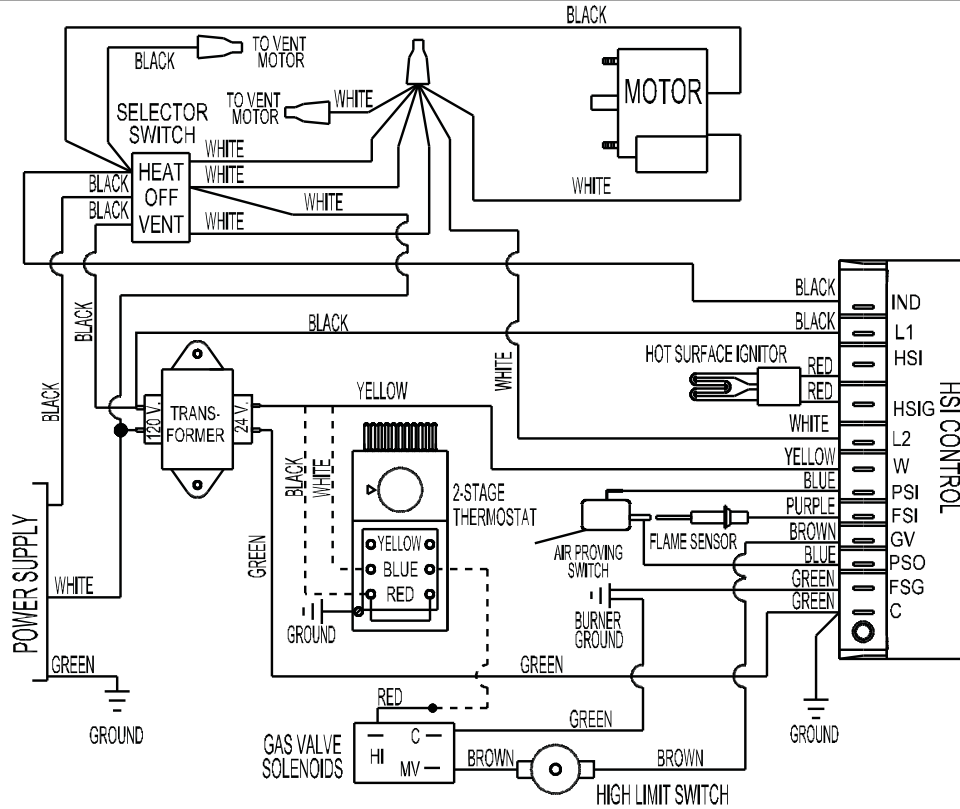 BLACK
BLACK
TO VENT
MOTOR
TO VENT
MOTOR
WHITE
MOTOR
SELECTOR
SWITCH
WHITE
WHITE
WHITE
WHITE
WHITE
BLACK
BLACK
HEAT
OFF
VENT
BLACK
BLACK
BLACK
WHITE
BLACK
IND
BLACK
L1
HOT SURFACE IGNITOR
RED
RED
HSI
HSIG
WHITE
L2
YELLOW
W
BLUE
PSI
PURPLE
FSI
BROWN
GV
BLUE
PSO
GREEN
FSG
GREEN
C
HSI CONTROL
120 V.
TRANS-
FORMER
24 V.
YELLOW
BLACK
WHITE
GREEN
2-STAGE
THERMOSTAT
YELLOW
BLUE
RED
GROUND
AIR PROVING
SWITCH
FLAME SENSOR
BURNER
GROUND
POWER SUPPLY
WHITE
GREEN
GROUND
GREEN
GROUND
RED
GREEN
GAS VALVE
SOLENOIDS
HI
C
MV
BROWN
BROWN
HIGH LIMIT SWITCH